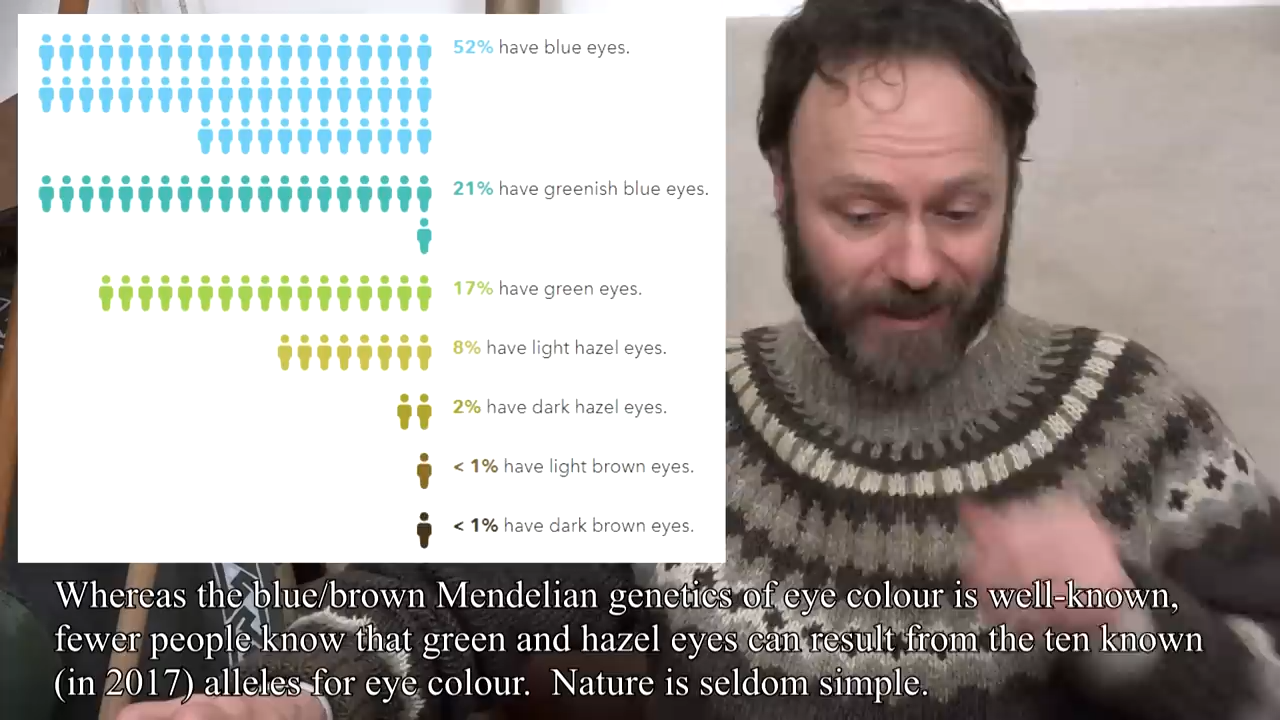 52% have blue eyes.
21% have greenish blue eyes.
17% have green eyes.
8% have light hazel eyes.
2% have dark hazel eyes.
< 1% have light brown eyes.
< 1% have dark brown eyes.
Whereas the blue/brown Mendelian genetics of eye colour is well-known,
fewer people know that green and hazel eyes can result from the ten known
(in 2017) alleles for eye colour.  Nature is seldom simple.